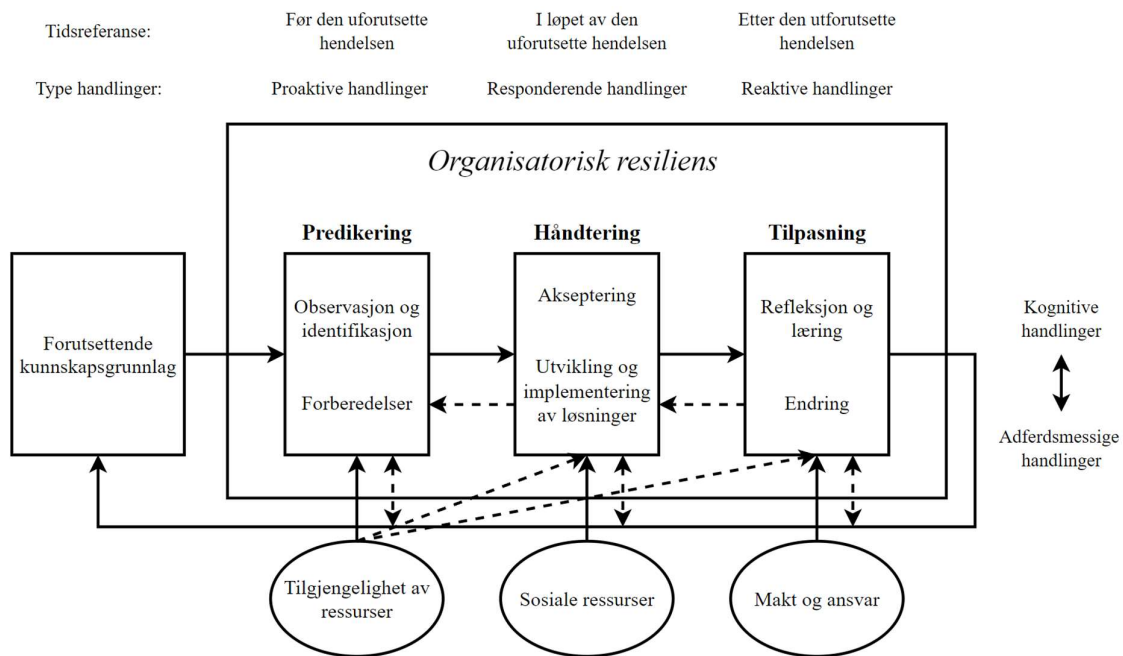 Tidsreferanse:
Før den uforutsette
hendelsen
I løpet av den
uforutsette hendelsen
Etter den utforutsette
hendelsen
Type handlinger:
Proaktive handlinger
Responderende handlinger
Reaktive handlinger
Organisatorisk resiliens
Predikering
Håndtering
Tilpasning
Forutsettende
kunnskapsgrunnlag
Observasjon og
identifikasjon
Forberedelser
Akseptering
Utvikling og
implementering
av løsninger
Refleksjon og
læring
Endring
Kognitive
handlinger
Adferdsmessige
handlinger
Tilgjengelighet av
ressurser
Sosiale ressurser
Makt og ansvar